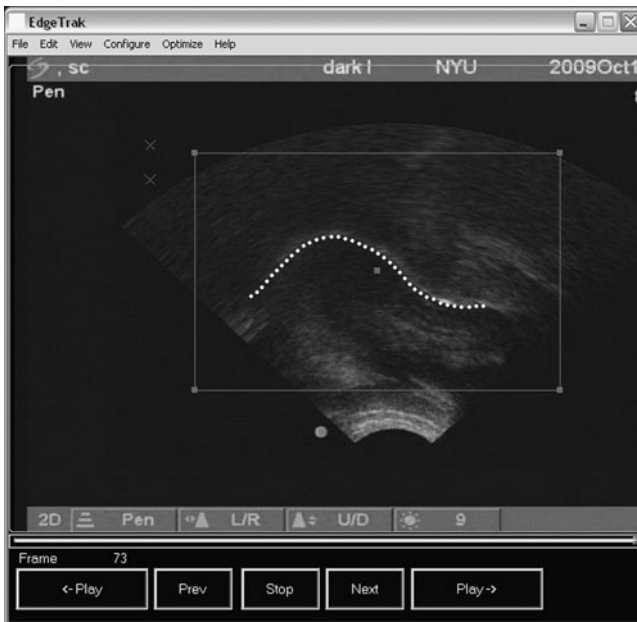 EdgeTrak
File Edit View Configure Optimize Help
, sc dark l NYU 2009Oct1
Pen
2D Pen L/R U/D 9
Frame 73
<- Play Prev Stop Next Play ->